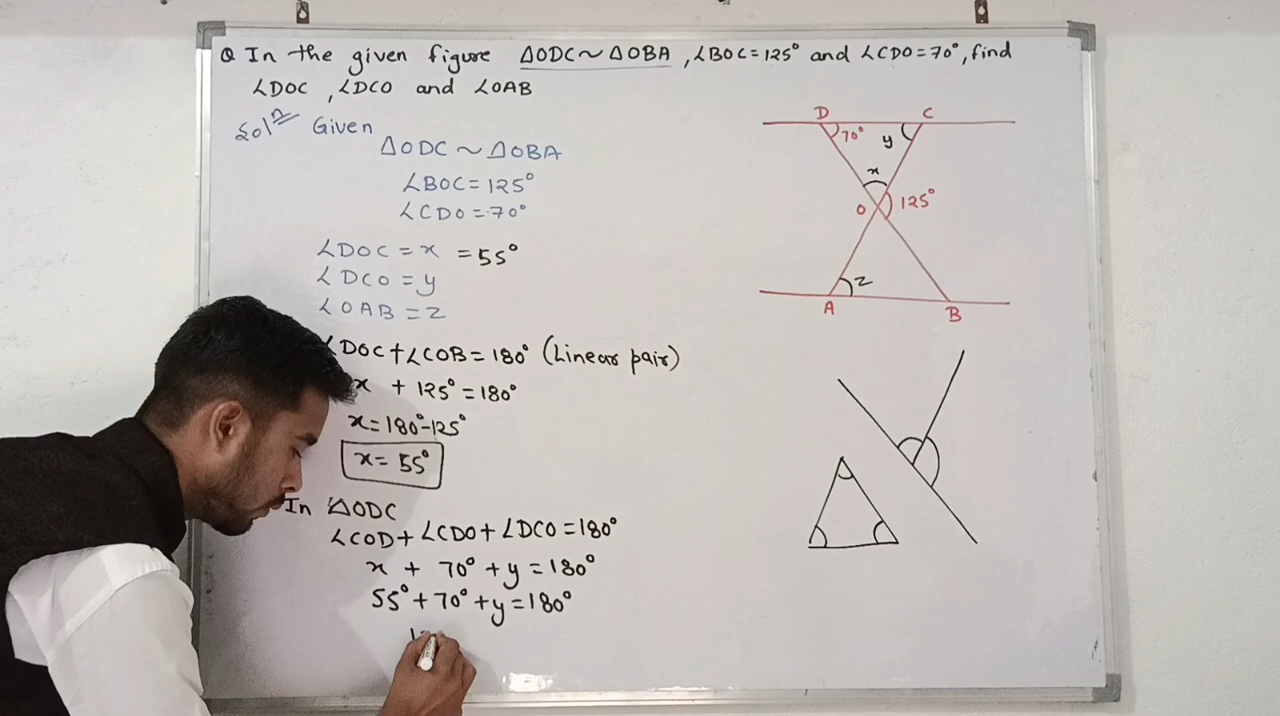 Q In the given figure ΔODC ~ ΔOBA, ∠BOC = 125° and ∠CDO = 70°, find
∠DOC, ∠DCO and ∠OAB
Solⁿ Given
ΔODC ~ ΔOBA
∠BOC = 125°
∠CDO = 70°
∠DOC = x = 55°
∠DCO = y
∠OAB = z
∠DOC + ∠COB = 180° (Linear pair)
x + 125° = 180°
x = 180° - 125°
x = 55°
In ΔODC
∠COD + ∠CDO + ∠DCO = 180°
x + 70° + y = 180°
55° + 70° + y = 180°
D C
70° y
x
O 125°
z
A B